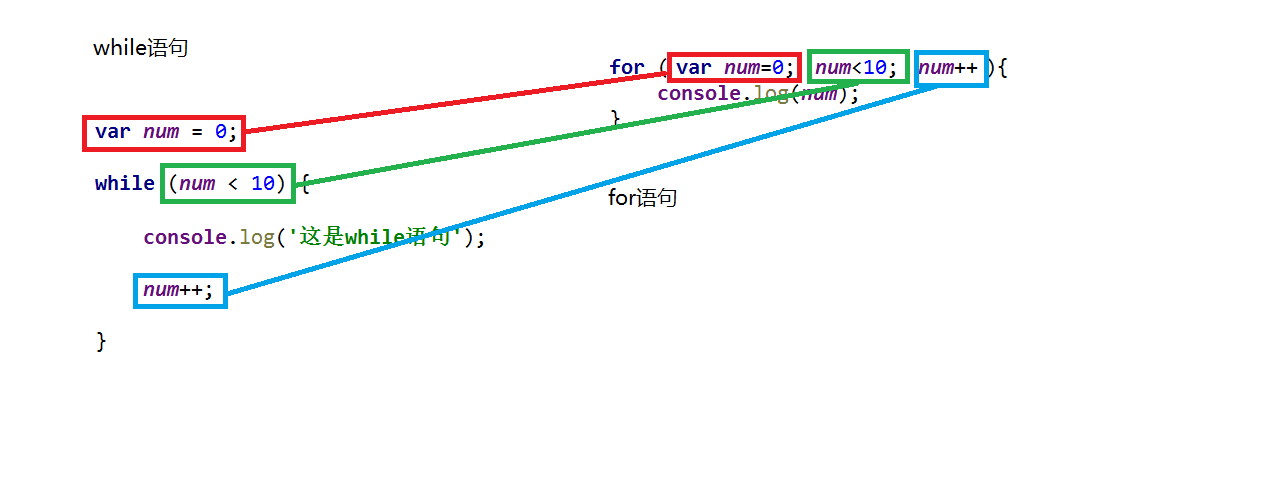 while语句
var num = 0;
while (num < 10) {
console.log('这是while语句');
num++;
}
for ( var num=0; num<10; num++ ){
console.log(num);
}
for语句